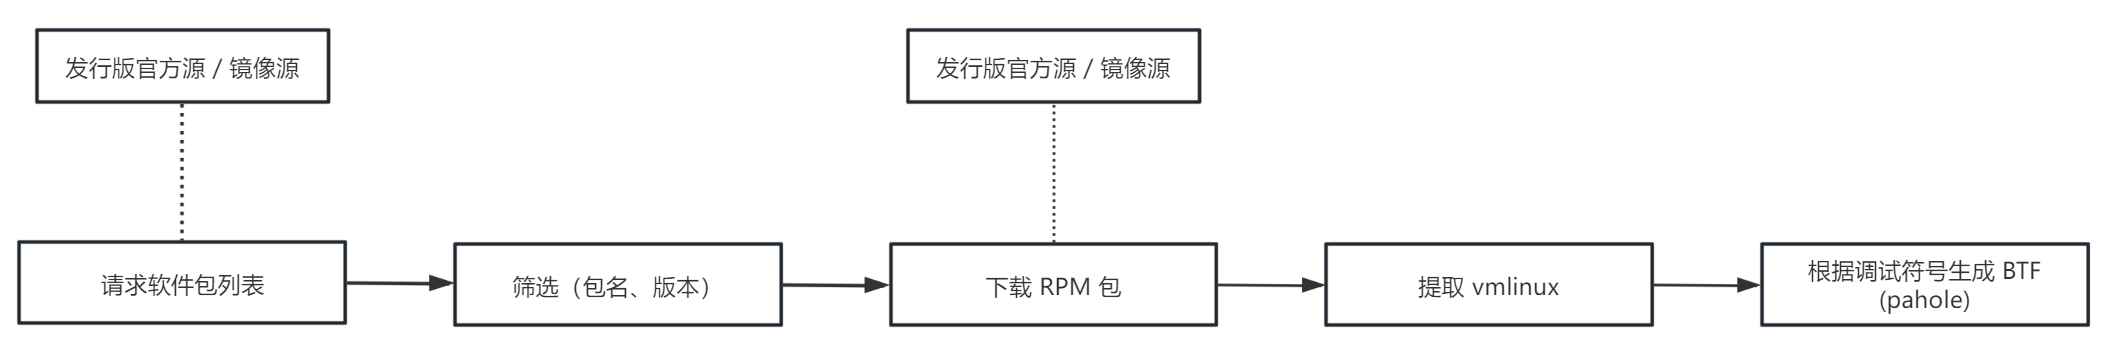 发行版官方源 / 镜像源
发行版官方源 / 镜像源
请求软件包列表
筛选（包名、版本）
下载 RPM 包
提取 vmlinux
根据调试符号生成 BTF
(pahole)